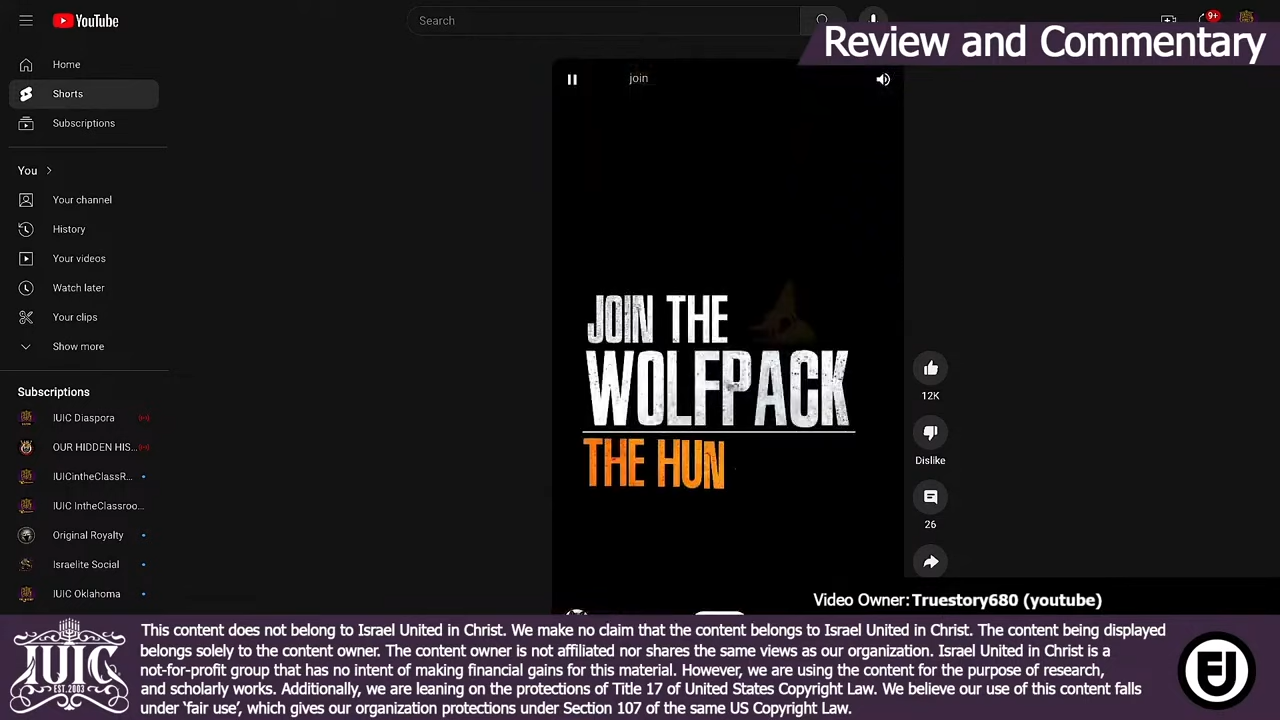 YouTube
Search
9+
Review and Commentary
Home
Shorts
Subscriptions
You
Your channel
History
Your videos
Watch later
Your clips
Show more
Subscriptions
IUIC Diaspora
OUR HIDDEN HIS...
IUICintheClassR...
IUIC IntheClassroo...
Original Royalty
Israelite Social
IUIC Oklahoma
join
JOIN THE
WOLFPACK
THE HUN
12K
Dislike
26
Video Owner: Truestory680 (youtube)
IUIC
EST. 2003
This content does not belong to Israel United in Christ. We make no claim that the content belongs to Israel United in Christ. The content being displayed
belongs solely to the content owner. The content owner is not affiliated nor shares the same views as our organization. Israel United in Christ is a
not-for-profit group that has no intent of making financial gains for this material. However, we are using the content for the purpose of research,
and scholarly works. Additionally, we are leaning on the protections of Title 17 of United States Copyright Law. We believe our use of this content falls
under ‘fair use’, which gives our organization protections under Section 107 of the same US Copyright Law.